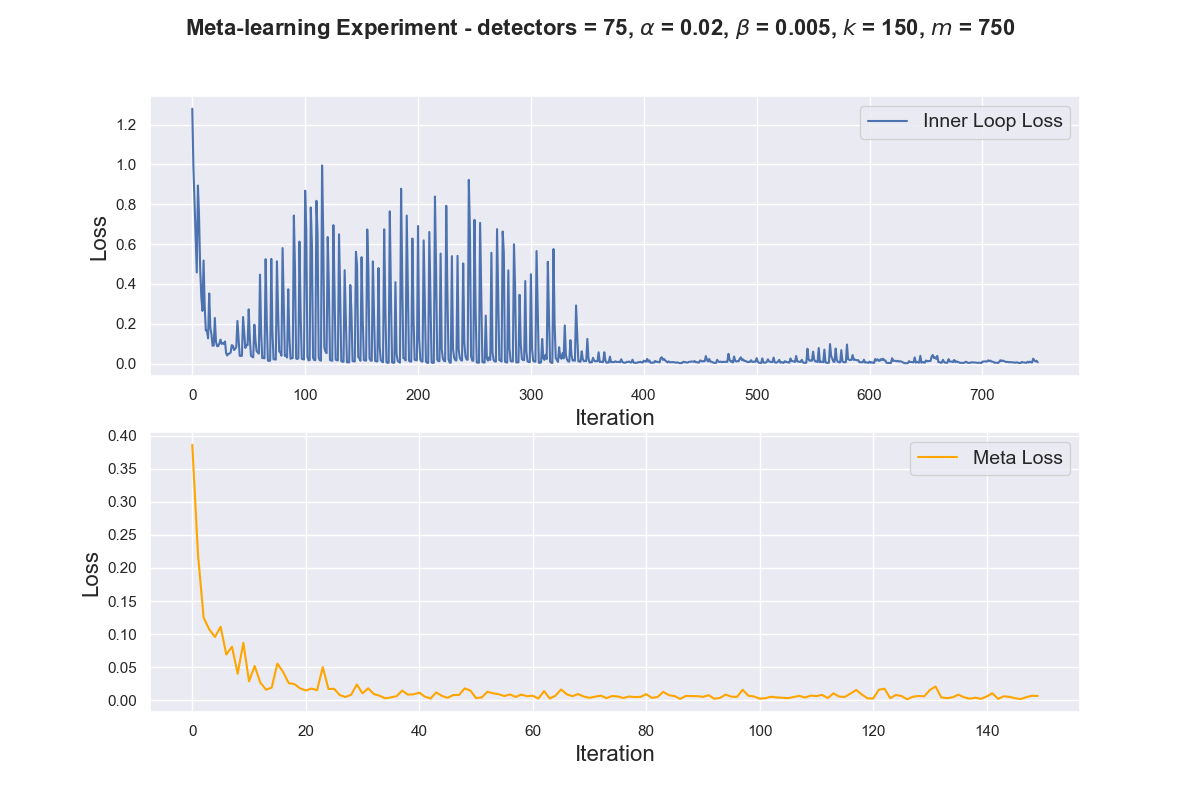 Meta-learning Experiment - detectors = 75, α = 0.02, β = 0.005, k = 150, m = 750
Inner Loop Loss
Loss
1.2
1.0
0.8
0.6
0.4
0.2
0.0
0 100 200 300 400 500 600 700
Iteration
Meta Loss
Loss
0.40
0.35
0.30
0.25
0.20
0.15
0.10
0.05
0.00
0 20 40 60 80 100 120 140
Iteration